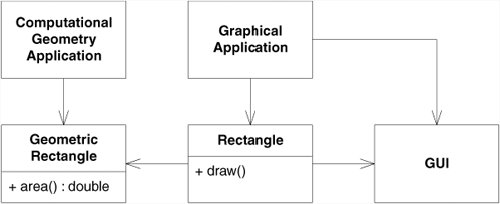 Computational
Geometry
Application
Graphical
Application
Geometric
Rectangle
+ area() : double
Rectangle
+ draw()
GUI